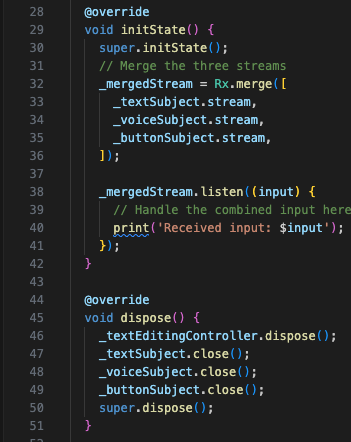 28 @override
29 void initState() {
30 super.initState();
31 // Merge the three streams
32 _mergedStream = Rx.merge([
33 _textSubject.stream,
34 _voiceSubject.stream,
35 _buttonSubject.stream,
36 ]);
37
38 _mergedStream.listen((input) {
39 // Handle the combined input here
40 print('Received input: $input');
41 });
42 }
43
44 @override
45 void dispose() {
46 _textEditingController.dispose();
47 _textSubject.close();
48 _voiceSubject.close();
49 _buttonSubject.close();
50 super.dispose();
51 }